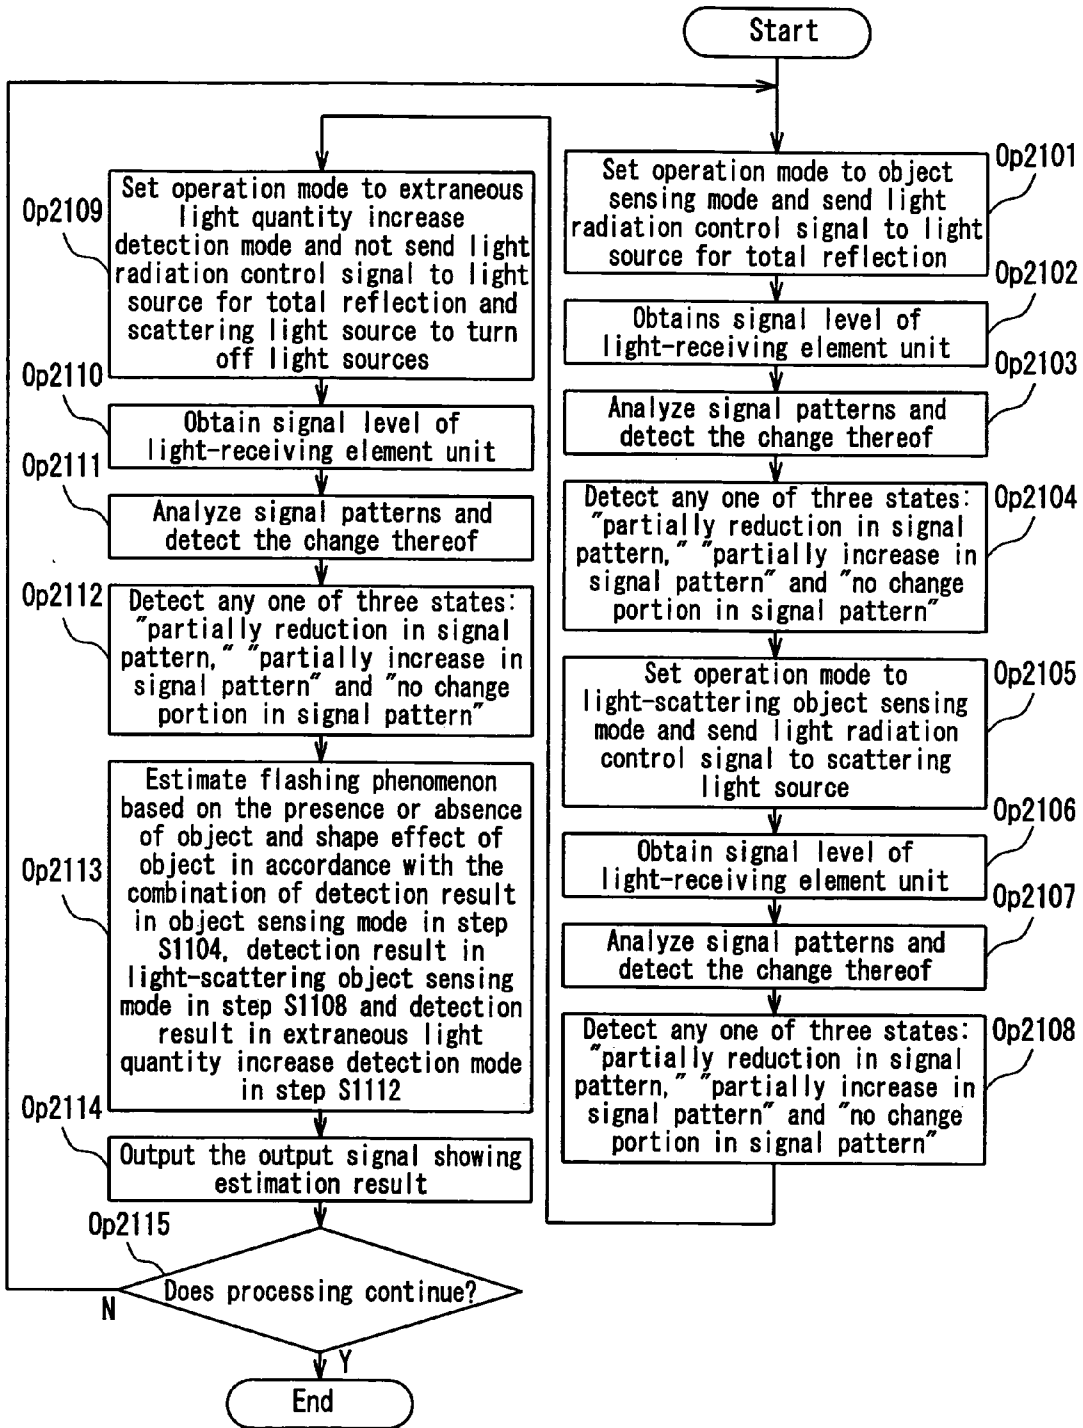 Start
Op2101
Set operation mode to object
sensing mode and send light
radiation control signal to light
source for total reflection
Op2102
Obtains signal level of
light-receiving element unit
Op2103
Analyze signal patterns and
detect the change thereof
Op2104
Detect any one of three states:
"partially reduction in signal
pattern," "partially increase in
signal pattern" and "no change
portion in signal pattern"
Op2105
Set operation mode to
light-scattering object sensing
mode and send light radiation
control signal to scattering
light source
Op2106
Obtain signal level of
light-receiving element unit
Op2107
Analyze signal patterns and
detect the change thereof
Op2108
Detect any one of three states:
"partially reduction in signal
pattern," "partially increase in
signal pattern" and "no change
portion in signal pattern"
Op2109
Set operation mode to extraneous
light quantity increase
detection mode and not send light
radiation control signal to light
source for total reflection and
scattering light source to turn
off light sources
Op2110
Obtain signal level of
light-receiving element unit
Op2111
Analyze signal patterns and
detect the change thereof
Op2112
Detect any one of three states:
"partially reduction in signal
pattern," "partially increase in
signal pattern" and "no change
portion in signal pattern"
Op2113
Estimate flashing phenomenon
based on the presence or absence
of object and shape effect of
object in accordance with the
combination of detection result
in object sensing mode in step
S1104, detection result in
light-scattering object sensing
mode in step S1108 and detection
result in extraneous light
quantity increase detection mode
in step S1112
Op2114
Output the output signal showing
estimation result
Op2115
Does processing continue?
N
Y
End